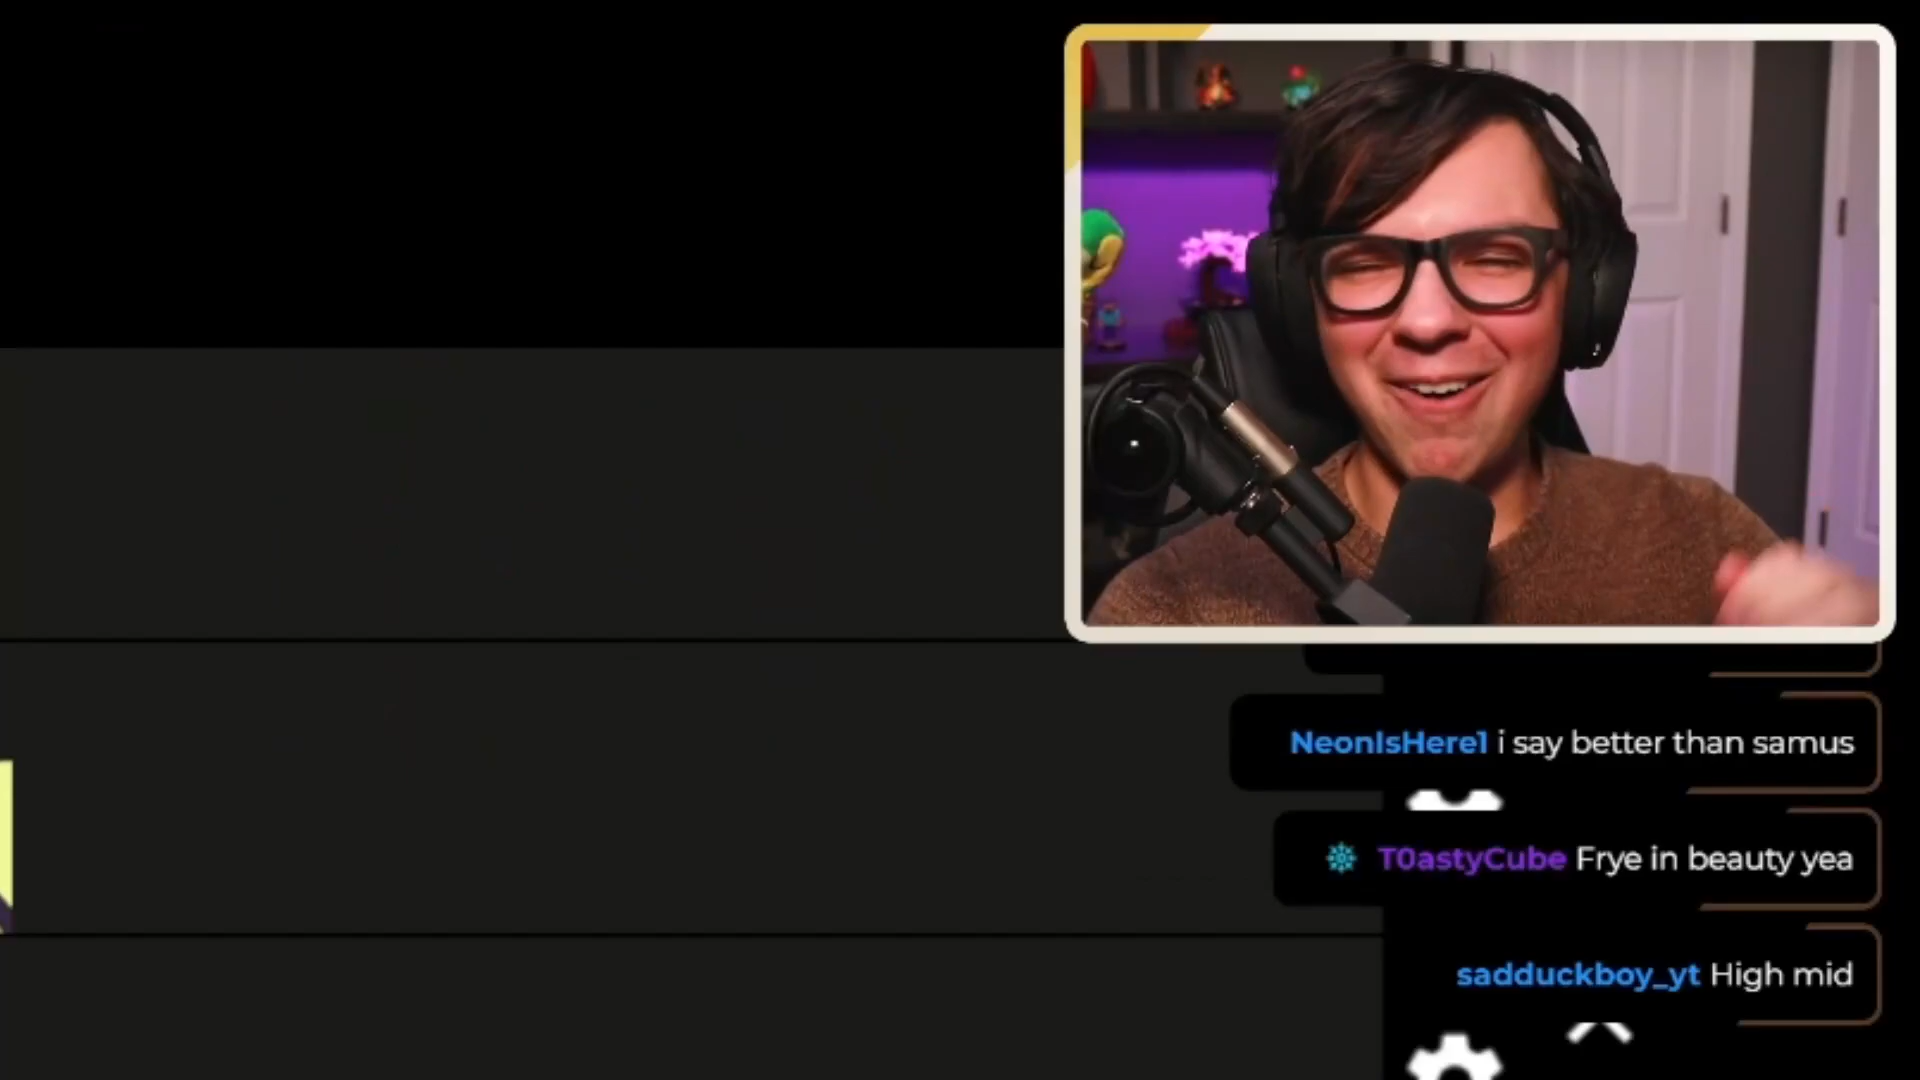 NeonIsHere1 i say better than samus
T0astyCube Frye in beauty yea
sadduckboy_yt High mid